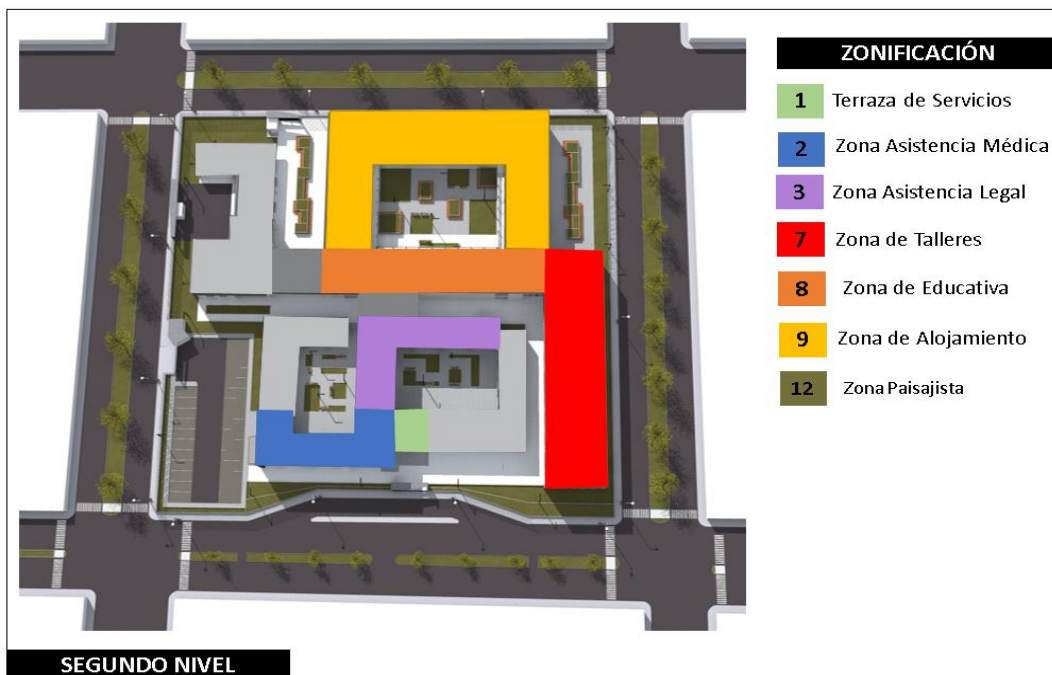 ZONIFICACIÓN
1 Terraza de Servicios
2 Zona Asistencia Médica
3 Zona Asistencia Legal
7 Zona de Talleres
8 Zona de Educativa
9 Zona de Alojamiento
12 Zona Paisajista
SEGUNDO NIVEL